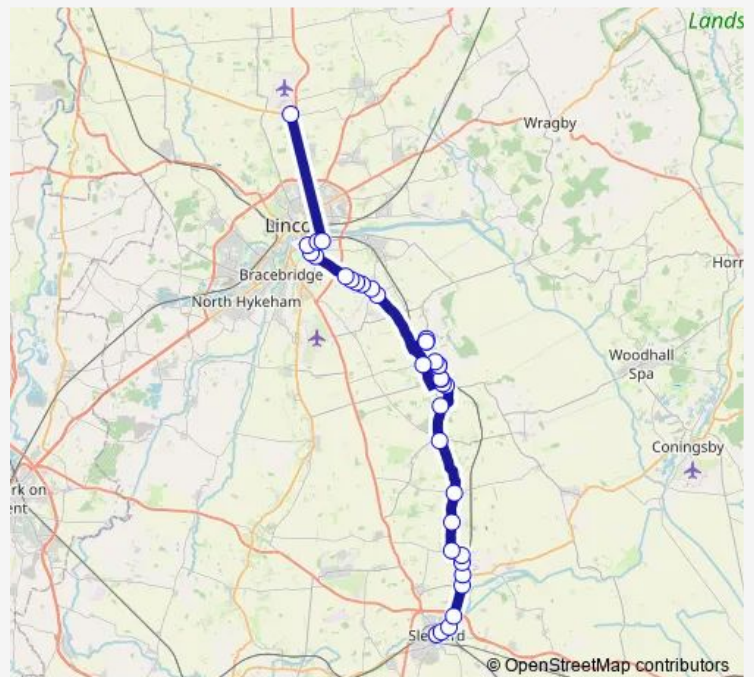 Lands
Wragby
Linco
Bracebridge
Horr
North Hykeham
Woodhall
Spa
Coningsby
rk on
ent
Sle ford
© OpenStreetMap contributors